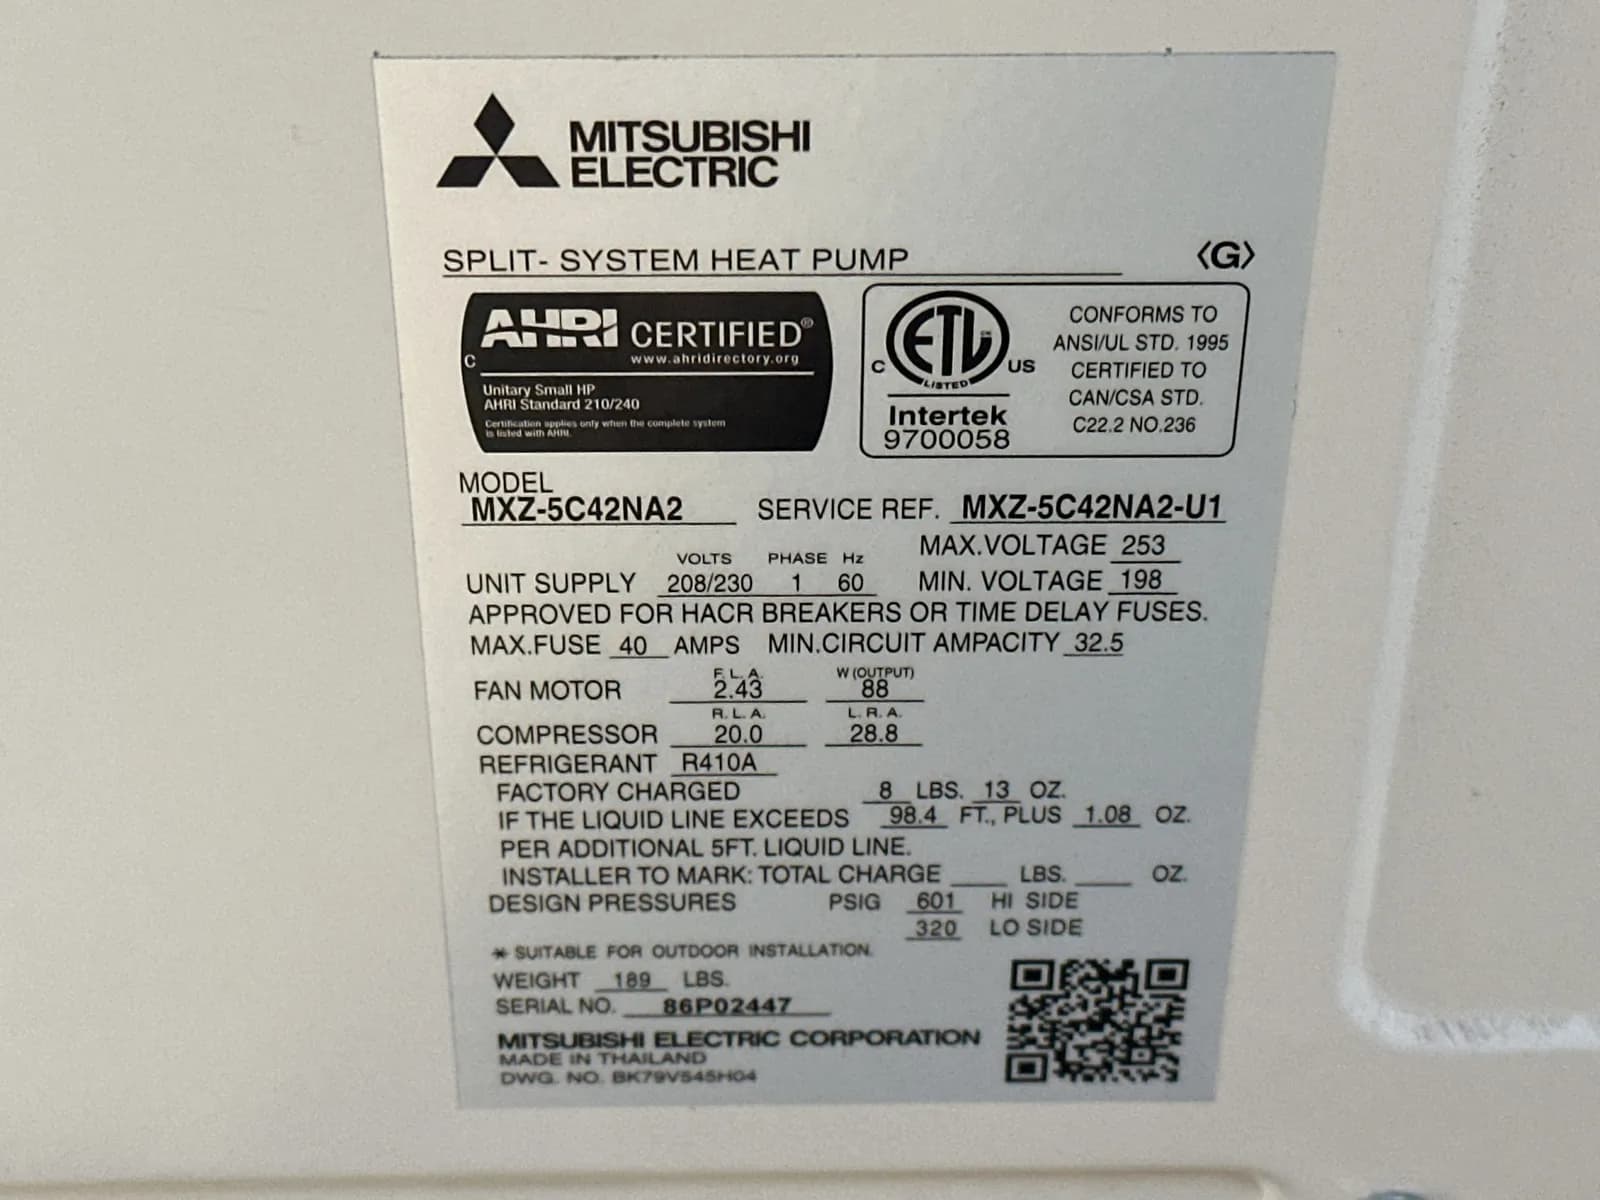 MITSUBISHI
ELECTRIC
SPLIT- SYSTEM HEAT PUMP 〈G〉
AHRI CERTIFIED®
www.ahridirectory.org
C
Unitary Small HP
AHRI Standard 210/240
Certification applies only when the complete system
is listed with AHRI.
C ETL US
LISTED
Intertek
9700058
CONFORMS TO
ANSI/UL STD. 1995
CERTIFIED TO
CAN/CSA STD.
C22.2 NO.236
MODEL
MXZ-5C42NA2 SERVICE REF. MXZ-5C42NA2-U1
VOLTS PHASE Hz MAX.VOLTAGE 253
UNIT SUPPLY 208/230 1 60 MIN. VOLTAGE 198
APPROVED FOR HACR BREAKERS OR TIME DELAY FUSES.
MAX.FUSE 40 AMPS MIN.CIRCUIT AMPACITY 32.5
F.L.A. W (OUTPUT)
FAN MOTOR 2.43 88
R.L.A. L.R.A.
COMPRESSOR 20.0 28.8
REFRIGERANT R410A
FACTORY CHARGED 8 LBS. 13 OZ.
IF THE LIQUID LINE EXCEEDS 98.4 FT., PLUS 1.08 OZ.
PER ADDITIONAL 5FT. LIQUID LINE.
INSTALLER TO MARK: TOTAL CHARGE ____ LBS. ____ OZ.
DESIGN PRESSURES PSIG 601 HI SIDE
320 LO SIDE
* SUITABLE FOR OUTDOOR INSTALLATION.
WEIGHT 189 LBS.
SERIAL NO. 86P02447
MITSUBISHI ELECTRIC CORPORATION
MADE IN THAILAND
DWG. NO. BK79V545H04